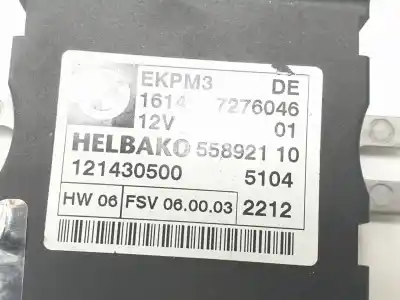 EKPM3 DE
1614 7276046
12V 01
HELBAKO 558921 10
121430500 5104
HW 06 FSV 06.00.03 2212